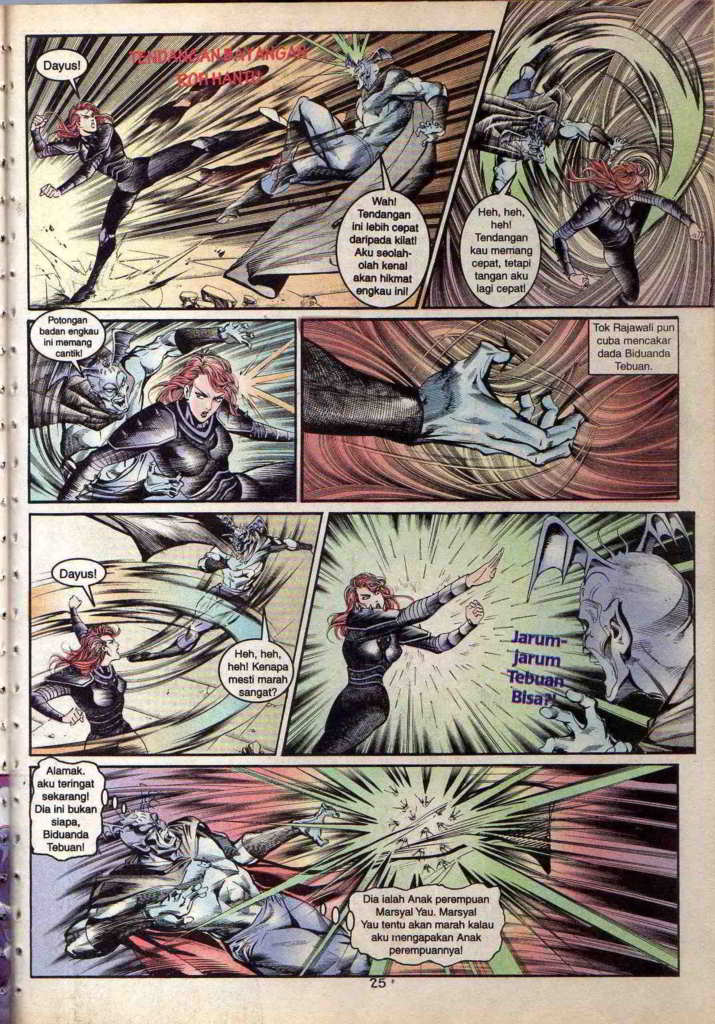 Dayus!
TENDANGAN BAYANGAN
ROH HANTU
Wah!
Tendangan
ini lebih cepat
daripada kilat!
Aku seolah-
olah kenal
akan hikmat
engkau ini!
Heh, heh,
heh!
Tendangan
kau memang
cepat, tetapi
tangan aku
lagi cepat!
Potongan
badan engkau
ini memang
cantik!
Tok Rajawali pun
cuba mencakar
dada Biduanda
Tebuan.
Dayus!
Heh, heh,
heh! Kenapa
mesti marah
sangat?
Jarum-
jarum
Tebuan
Bisa?!
Alamak,
aku teringat
sekarang!
Dia ini bukan
siapa,
Biduanda
Tebuan!
Dia ialah Anak perempuan
Marsyal Yau. Marsyal
Yau tentu akan marah kalau
aku mengapakan Anak
perempuannya!
25